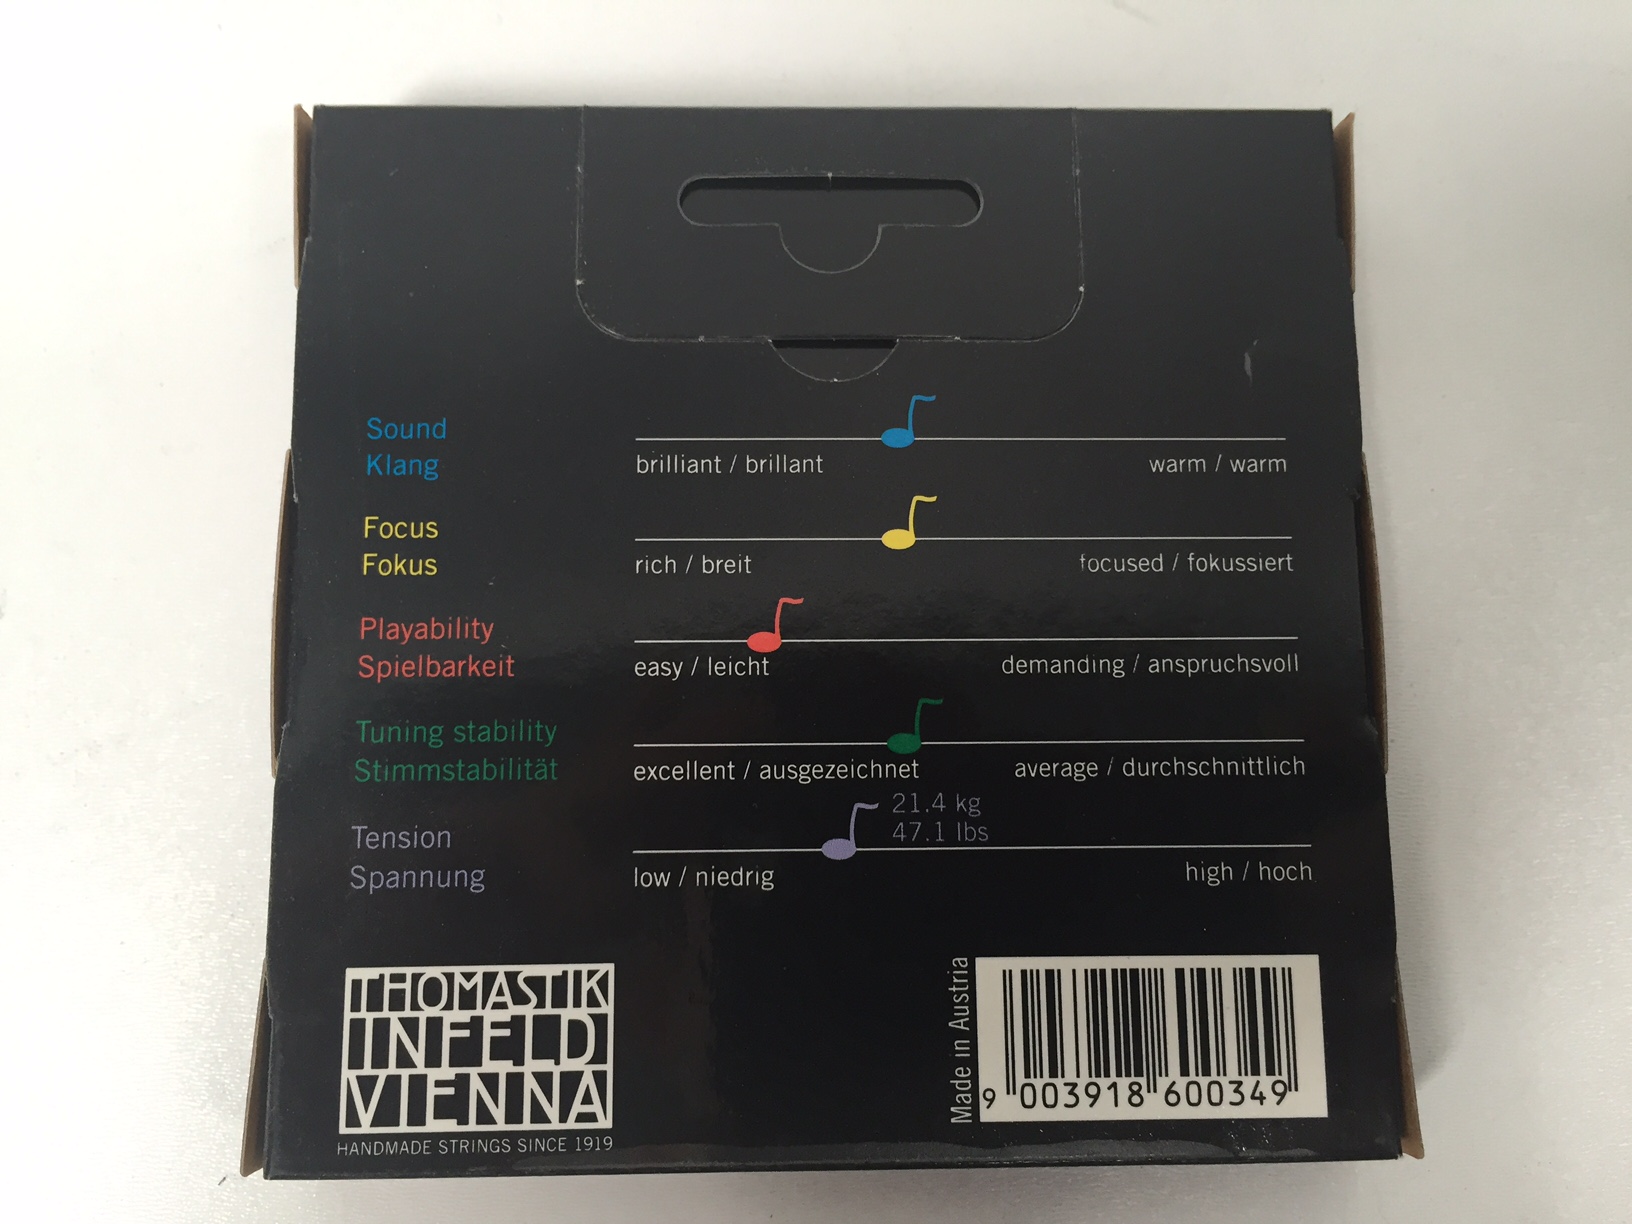 Sound
Klang
brilliant / brillant
warm / warm
Focus
Fokus
rich / breit
focused / fokussiert
Playability
Spielbarkeit
easy / leicht
demanding / anspruchsvoll
Tuning stability
Stimmstabilität
excellent / ausgezeichnet
average / durchschnittlich
Tension
Spannung
21.4 kg
47.1 lbs
low / niedrig
high / hoch
THOMASTIK
INFELD
VIENNA
HANDMADE STRINGS SINCE 1919
Made in Austria
9 003918 600349